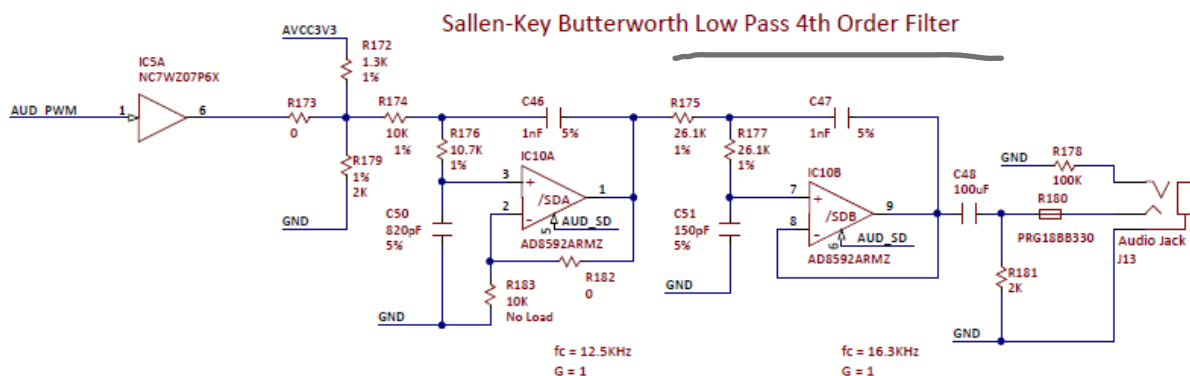 Sallen-Key Butterworth Low Pass 4th Order Filter
AVCC3V3
R172
1.3K
1%
IC5A
NC7WZ07P6X
AUD_PWM
1
6
R173
0
R174
10K
1%
R179
1%
2K
GND
R176
10.7K
1%
C46
1nF
5%
IC10A
3
+
2
-
/SDA
1
5
AUD_SD
AD8592ARMZ
C50
820pF
5%
GND
R182
0
R183
10K
No Load
R175
26.1K
1%
R177
26.1K
1%
C47
1nF
5%
IC10B
7
+
8
-
/SDB
9
6
AUD_SD
AD8592ARMZ
C51
150pF
5%
GND
C48
100uF
GND
R178
100K
R180
PRG18BB330
R181
2K
GND
Audio Jack
J13
fc = 12.5KHz
G = 1
fc = 16.3KHz
G = 1